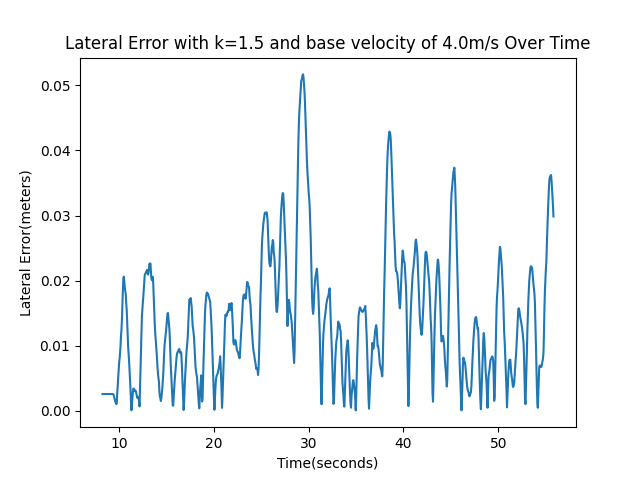 Lateral Error with k=1.5 and base velocity of 4.0m/s Over Time
0.05
0.04
0.03
0.02
0.01
0.00
Lateral Error(meters)
10 20 30 40 50
Time(seconds)